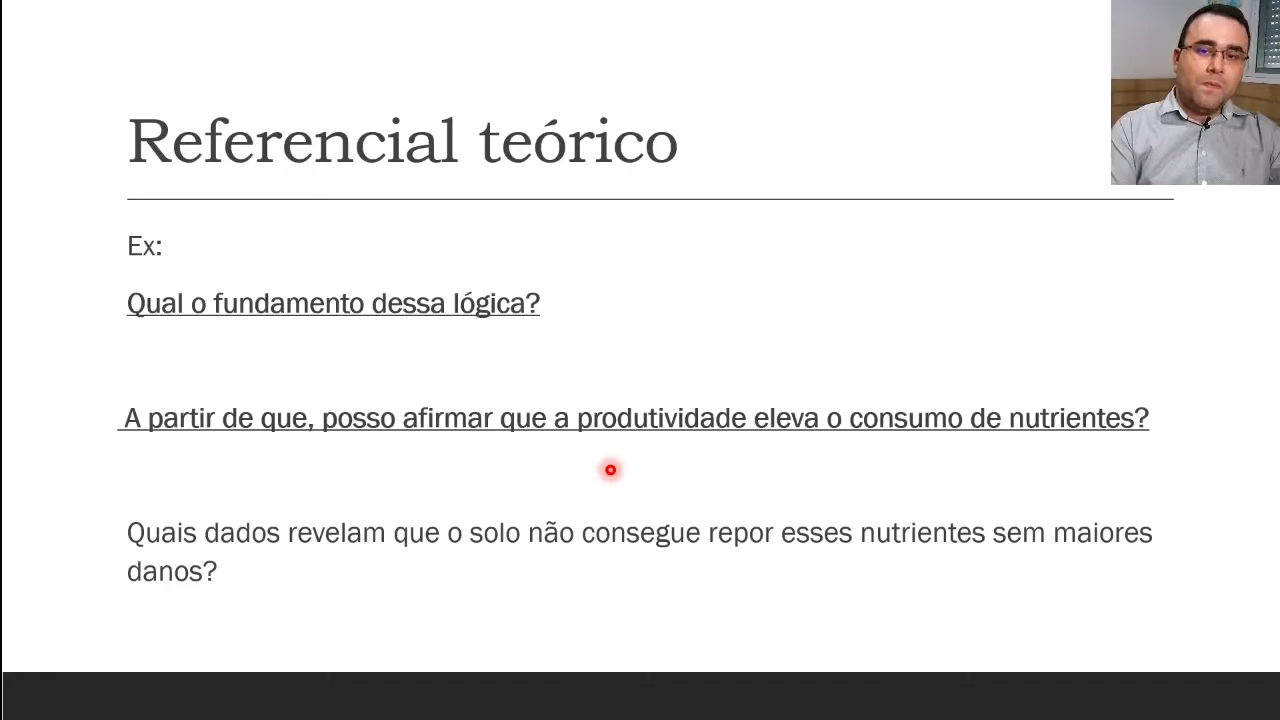 Referencial teórico
Ex:
Qual o fundamento dessa lógica?
A partir de que, posso afirmar que a produtividade eleva o consumo de nutrientes?
Quais dados revelam que o solo não consegue repor esses nutrientes sem maiores
danos?